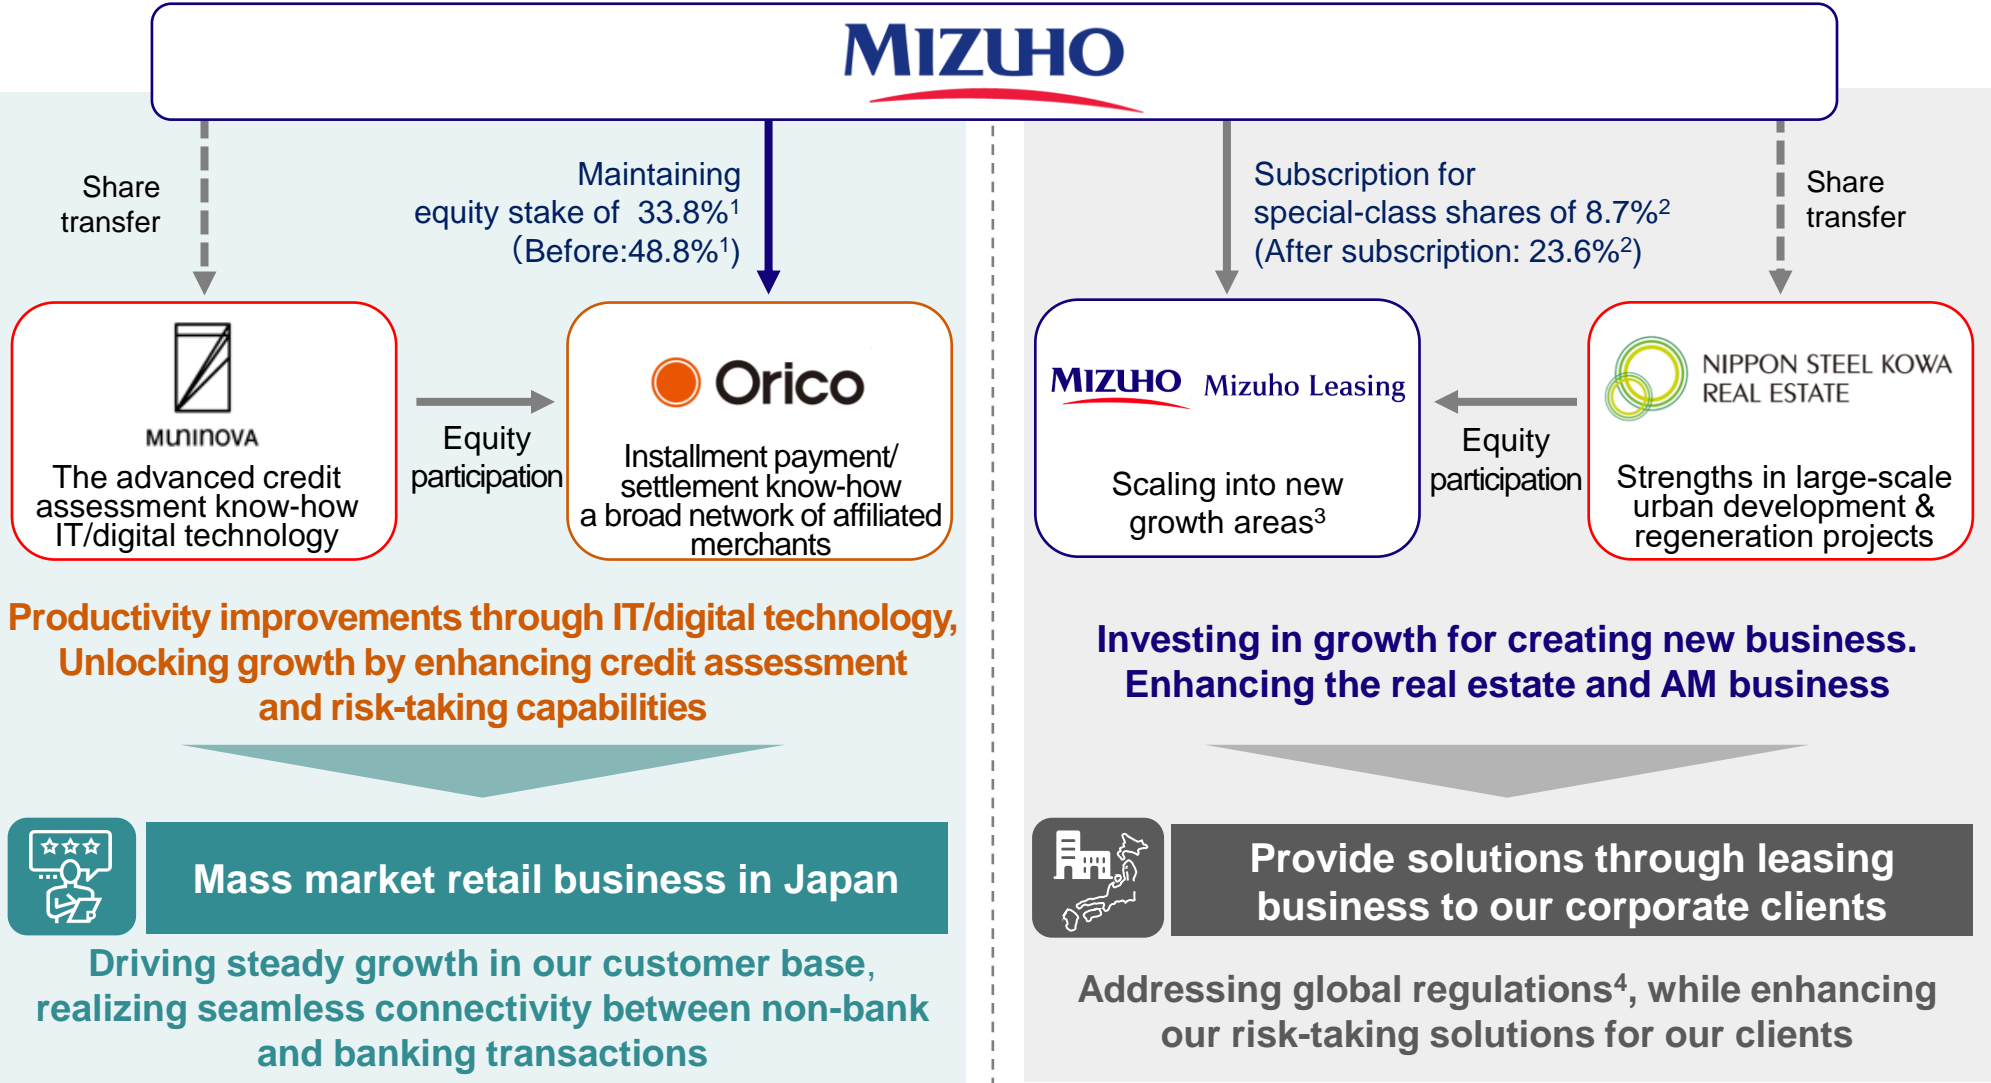 MIZUHO
Share
transfer
Maintaining
equity stake of 33.8%1
(Before:48.8%1)
Subscription for
special-class shares of 8.7%2
(After subscription: 23.6%2)
Share
transfer
MUNINOVA
The advanced credit
assessment know-how
IT/digital technology
Equity
participation
Orico
Installment payment/
settlement know-how
a broad network of affiliated
merchants
MIZUHO Mizuho Leasing
Scaling into new
growth areas3
Equity
participation
NIPPON STEEL KOWA
REAL ESTATE
Strengths in large-scale
urban development &
regeneration projects
Productivity improvements through IT/digital technology,
Unlocking growth by enhancing credit assessment
and risk-taking capabilities
Investing in growth for creating new business.
Enhancing the real estate and AM business
Mass market retail business in Japan
Driving steady growth in our customer base,
realizing seamless connectivity between non-bank
and banking transactions
Provide solutions through leasing
business to our corporate clients
Addressing global regulations4, while enhancing
our risk-taking solutions for our clients